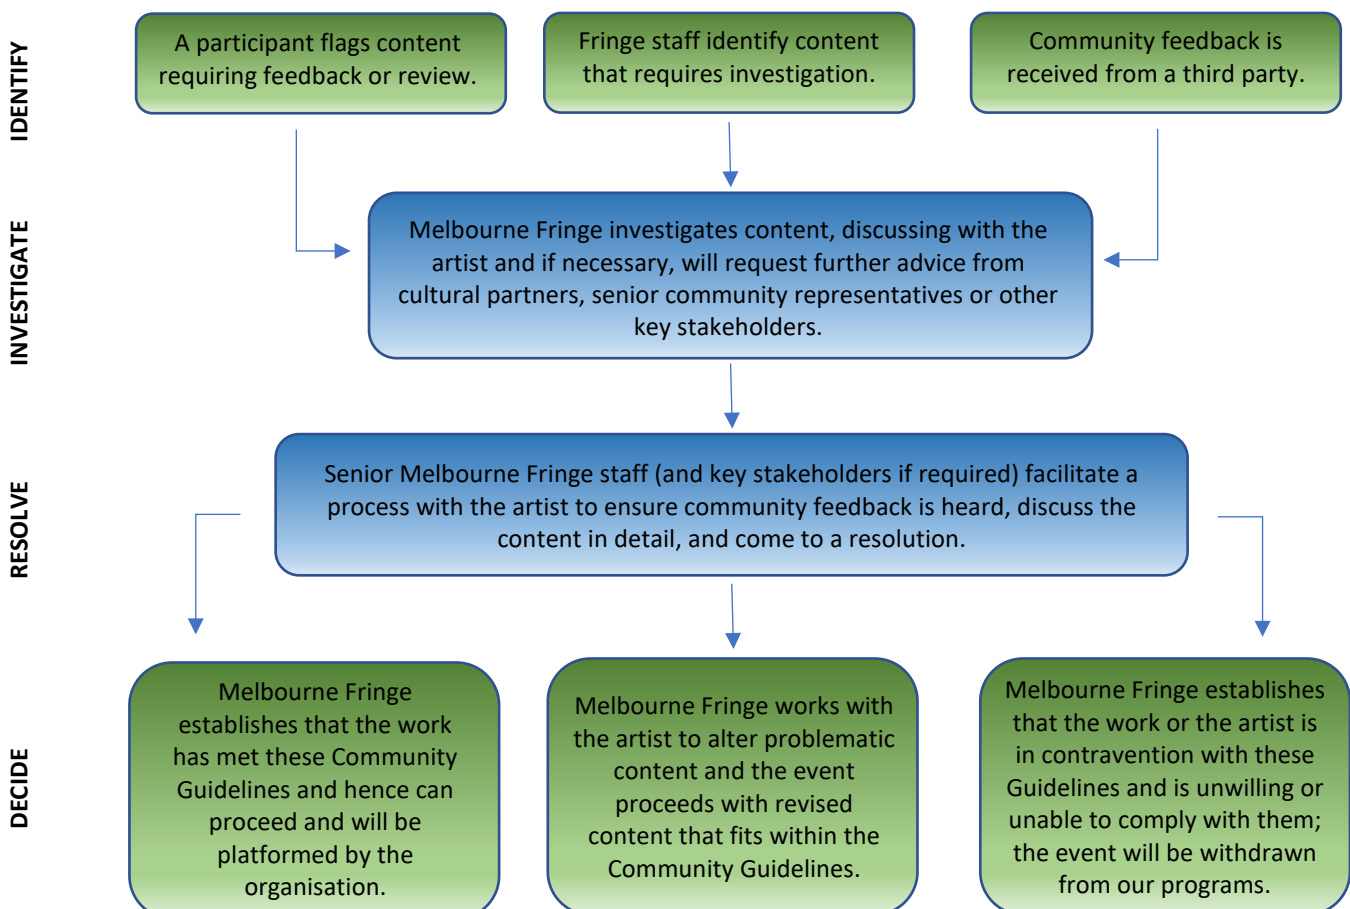 IDENTIFY
A participant flags content
requiring feedback or review.
Fringe staff identify content
that requires investigation.
Community feedback is
received from a third party.
INVESTIGATE
Melbourne Fringe investigates content, discussing with the
artist and if necessary, will request further advice from
cultural partners, senior community representatives or other
key stakeholders.
RESOLVE
Senior Melbourne Fringe staff (and key stakeholders if required) facilitate a
process with the artist to ensure community feedback is heard, discuss the
content in detail, and come to a resolution.
DECIDE
Melbourne Fringe
establishes that the work
has met these Community
Guidelines and hence can
proceed and will be
platformed by the
organisation.
Melbourne Fringe works with
the artist to alter problematic
content and the event
proceeds with revised
content that fits within the
Community Guidelines.
Melbourne Fringe establishes
that the work or the artist is
in contravention with these
Guidelines and is unwilling or
unable to comply with them;
the event will be withdrawn
from our programs.